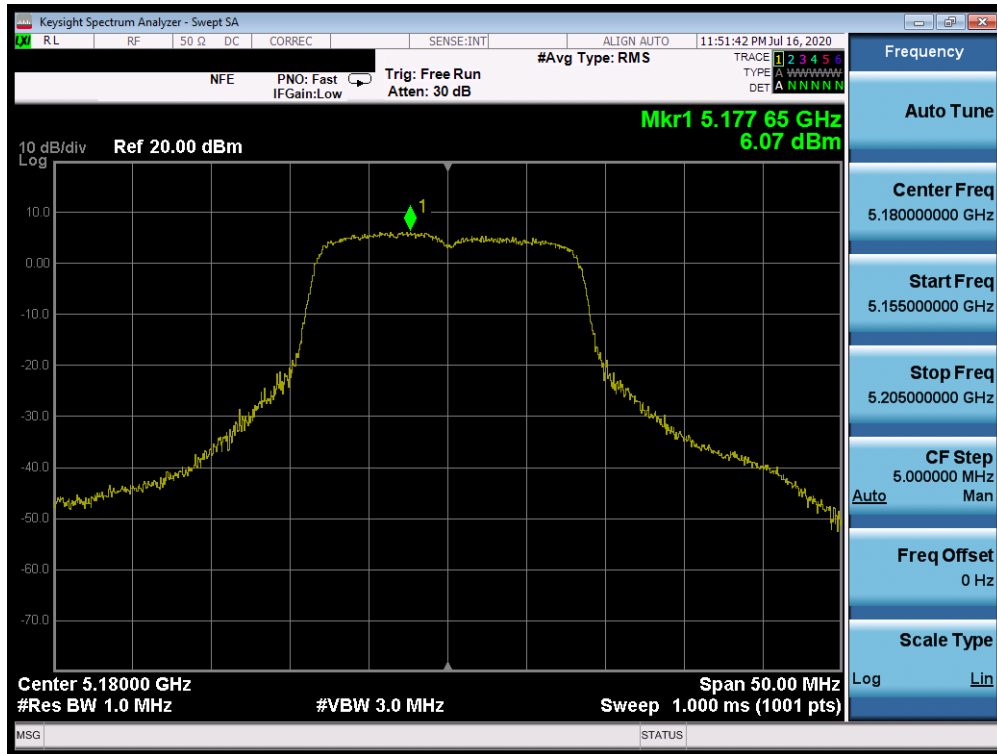 Keysight Spectrum Analyzer - Swept SA
LXI RL RF 50 Ω DC CORREC SENSE:INT ALIGN AUTO 11:51:42 PM Jul 16, 2020
#Avg Type: RMS TRACE 1 2 3 4 5 6
NFE PNO: Fast Trig: Free Run TYPE A WWWWW
IFGain:Low Atten: 30 dB DET A N N N N N
Mkr1 5.177 65 GHz
6.07 dBm
10 dB/div Ref 20.00 dBm
Log
1
10.0
0.00
-10.0
-20.0
-30.0
-40.0
-50.0
-60.0
-70.0
Center 5.18000 GHz Span 50.00 MHz
#Res BW 1.0 MHz #VBW 3.0 MHz Sweep 1.000 ms (1001 pts)
MSG STATUS
Frequency
Auto Tune
Center Freq
5.180000000 GHz
Start Freq
5.155000000 GHz
Stop Freq
5.205000000 GHz
CF Step
5.000000 MHz
Auto Man
Freq Offset
0 Hz
Scale Type
Log Lin